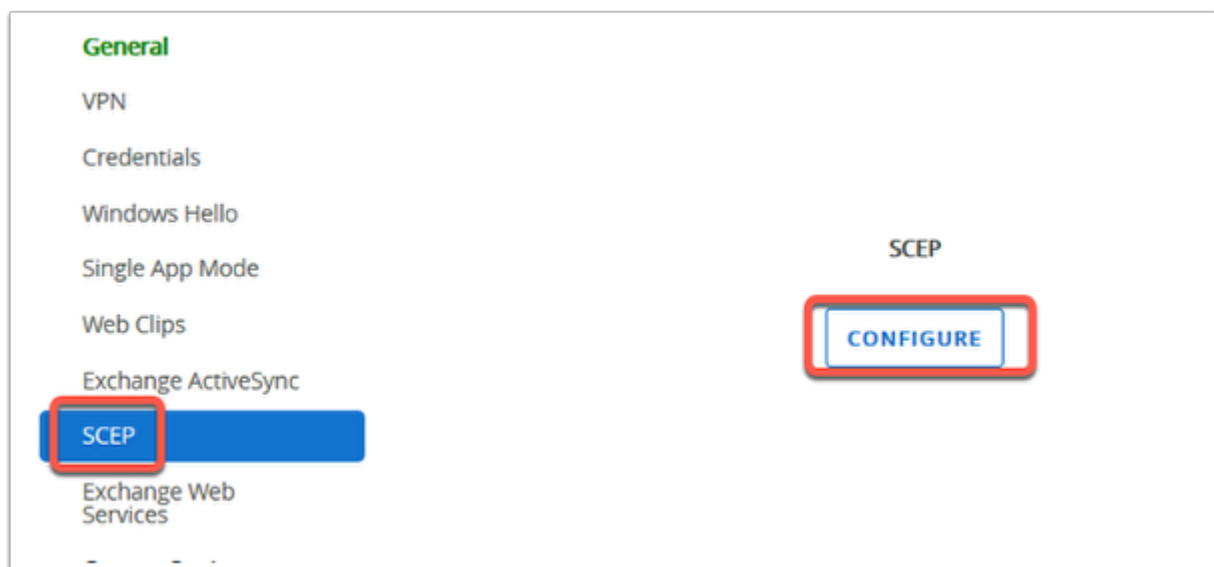 General
VPN
Credentials
Windows Hello
Single App Mode
Web Clips
Exchange ActiveSync
SCEP
Exchange Web
Services
SCEP
CONFIGURE